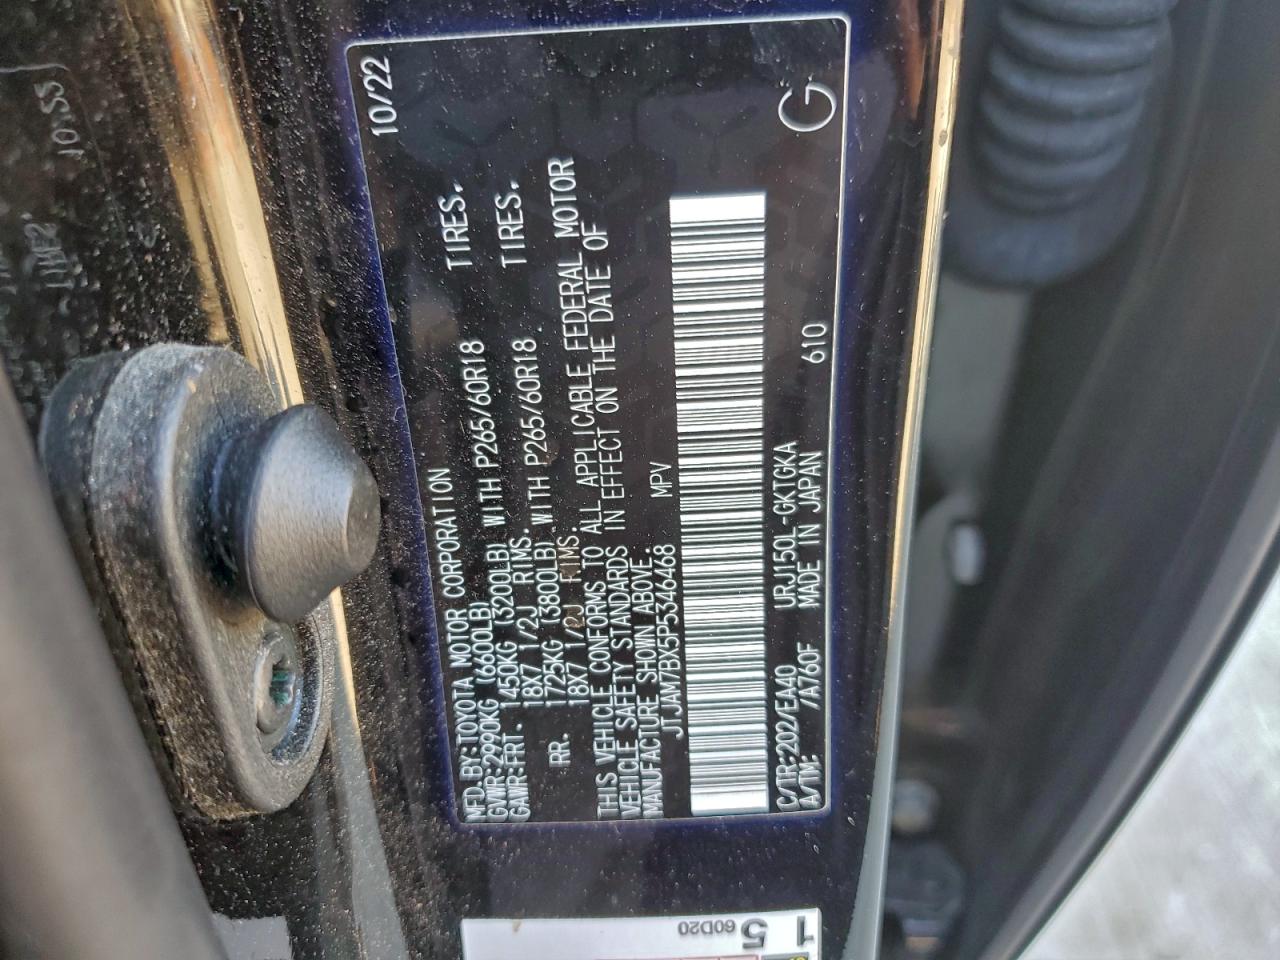 MFD. BY: TOYOTA MOTOR CORPORATION 10/22
GVWR: 2990KG (6600LB)
GAWR: FRT. 1450KG (3200LB) WITH P265/60R18 TIRES.
18X7 1/2J RIMS.
RR. 1725KG (3800LB) WITH P265/60R18 TIRES.
18X7 1/2J RIMS.
THIS VEHICLE CONFORMS TO ALL APPLICABLE FEDERAL MOTOR
VEHICLE SAFETY STANDARDS IN EFFECT ON THE DATE OF
MANUFACTURE SHOWN ABOVE.
JTJAM7BX5P5346468 MPV
C/TR: 202/EA40 URJ150L-GKTGKA
A/TM: /A760F MADE IN JAPAN 610
G
60D20
5
1